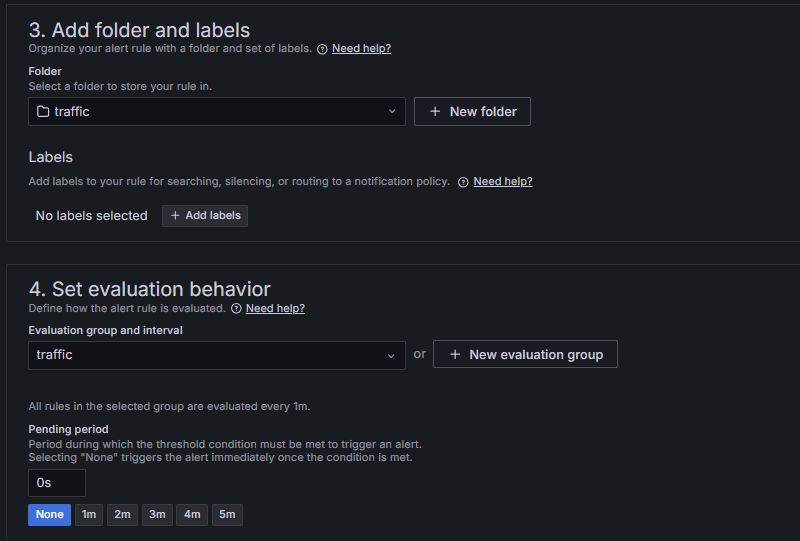 3. Add folder and labels
Organize your alert rule with a folder and set of labels. Need help?
Folder
Select a folder to store your rule in.
traffic
+ New folder
Labels
Add labels to your rule for searching, silencing, or routing to a notification policy. Need help?
No labels selected + Add labels
4. Set evaluation behavior
Define how the alert rule is evaluated. Need help?
Evaluation group and interval
traffic or + New evaluation group
All rules in the selected group are evaluated every 1m.
Pending period
Period during which the threshold condition must be met to trigger an alert.
Selecting "None" triggers the alert immediately once the condition is met.
0s
None 1m 2m 3m 4m 5m